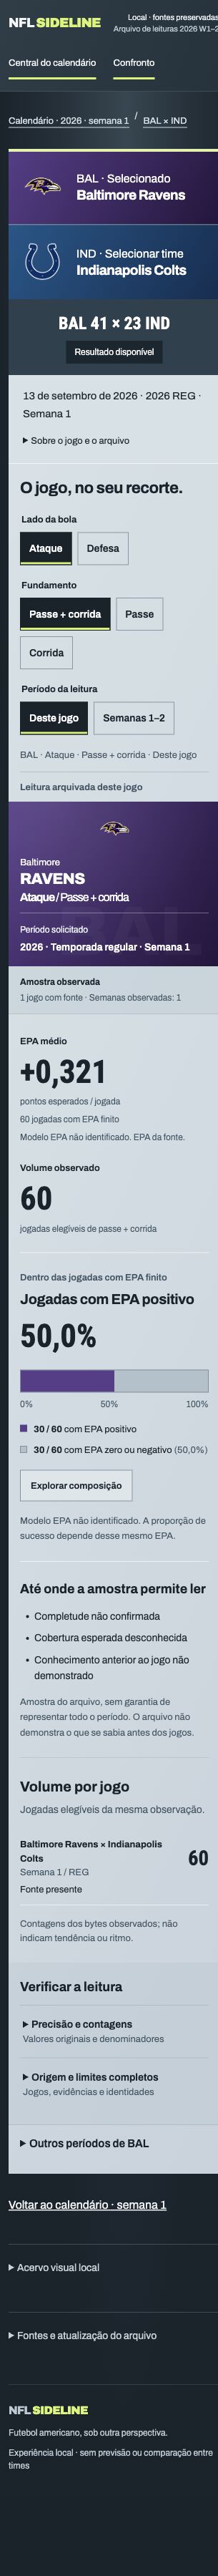 NFL SIDELINE
Local · fontes preservadas
Arquivo de leituras 2026 W1–2
Central do calendário
Confronto
Calendário · 2026 · semana 1 / BAL × IND
BAL · Selecionado
Baltimore Ravens
IND · Selecionar time
Indianapolis Colts
BAL 41 × 23 IND
Resultado disponível
13 de setembro de 2026 · 2026 REG ·
Semana 1
Sobre o jogo e o arquivo
O jogo, no seu recorte.
Lado da bola
Ataque
Defesa
Fundamento
Passe + corrida
Passe
Corrida
Período da leitura
Deste jogo
Semanas 1–2
BAL · Ataque · Passe + corrida · Deste jogo
Leitura arquivada deste jogo
Baltimore
RAVENS
Ataque / Passe + corrida
BAL
Período solicitado
2026 · Temporada regular · Semana 1
Amostra observada
1 jogo com fonte · Semanas observadas: 1
EPA médio
+0,321
pontos esperados / jogada
60 jogadas com EPA finito
Modelo EPA não identificado. EPA da fonte.
Volume observado
60
jogadas elegíveis de passe + corrida
Dentro das jogadas com EPA finito
Jogadas com EPA positivo
50,0%
0%
50%
100%
30 / 60 com EPA positivo
30 / 60 com EPA zero ou negativo (50,0%)
Explorar composição
Modelo EPA não identificado. A proporção de
sucesso depende desse mesmo EPA.
Até onde a amostra permite ler
• Completude não confirmada
• Cobertura esperada desconhecida
• Conhecimento anterior ao jogo não
demonstrado
Amostra do arquivo, sem garantia de
representar todo o período. O arquivo não
demonstra o que se sabia antes dos jogos.
Volume por jogo
Jogadas elegíveis da mesma observação.
Baltimore Ravens × Indianapolis
Colts
60
Semana 1 / REG
Fonte presente
Contagens dos bytes observados; não
indicam tendência ou ritmo.
Verificar a leitura
Precisão e contagens
Valores originais e denominadores
Origem e limites completos
Jogos, evidências e identidades
Outros períodos de BAL
Voltar ao calendário · semana 1
Acervo visual local
Fontes e atualização do arquivo
NFL SIDELINE
Futebol americano, sob outra perspectiva.
Experiência local · sem previsão ou comparação entre
times